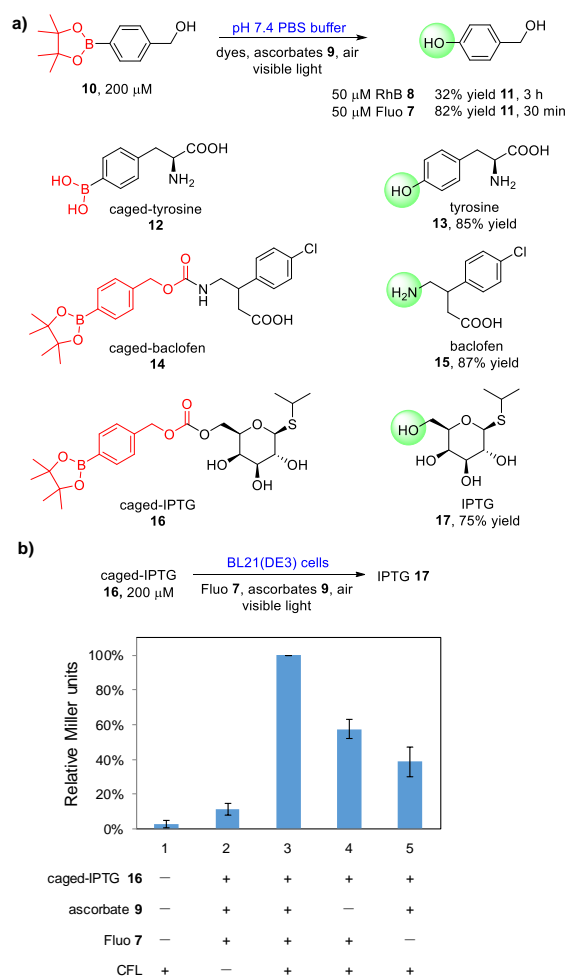 a)
pH 7.4 PBS buffer
dyes, ascorbates 9, air
visible light
O
B
O
OH
10, 200 μM
HO
OH
50 μM RhB 8 32% yield 11, 3 h
50 μM Fluo 7 82% yield 11, 30 min
HO
B
HO
COOH
NH2
caged-tyrosine
12
HO
COOH
NH2
tyrosine
13, 85% yield
O
B
O
O
O
N
H
Cl
COOH
caged-baclofen
14
H2N
Cl
COOH
baclofen
15, 87% yield
O
B
O
O
O
O
O
S
OH
OH
OH
caged-IPTG
16
HO
O
S
OH
OH
OH
IPTG
17, 75% yield
b)
caged-IPTG
16, 200 μM
BL21(DE3) cells
Fluo 7, ascorbates 9, air
visible light
IPTG 17
Relative Miller units
100%
80%
60%
40%
20%
0%
1 2 3 4 5
caged-IPTG 16 − + + + +
ascorbate 9 − + + − +
Fluo 7 − + + + −
CFL + − + + +